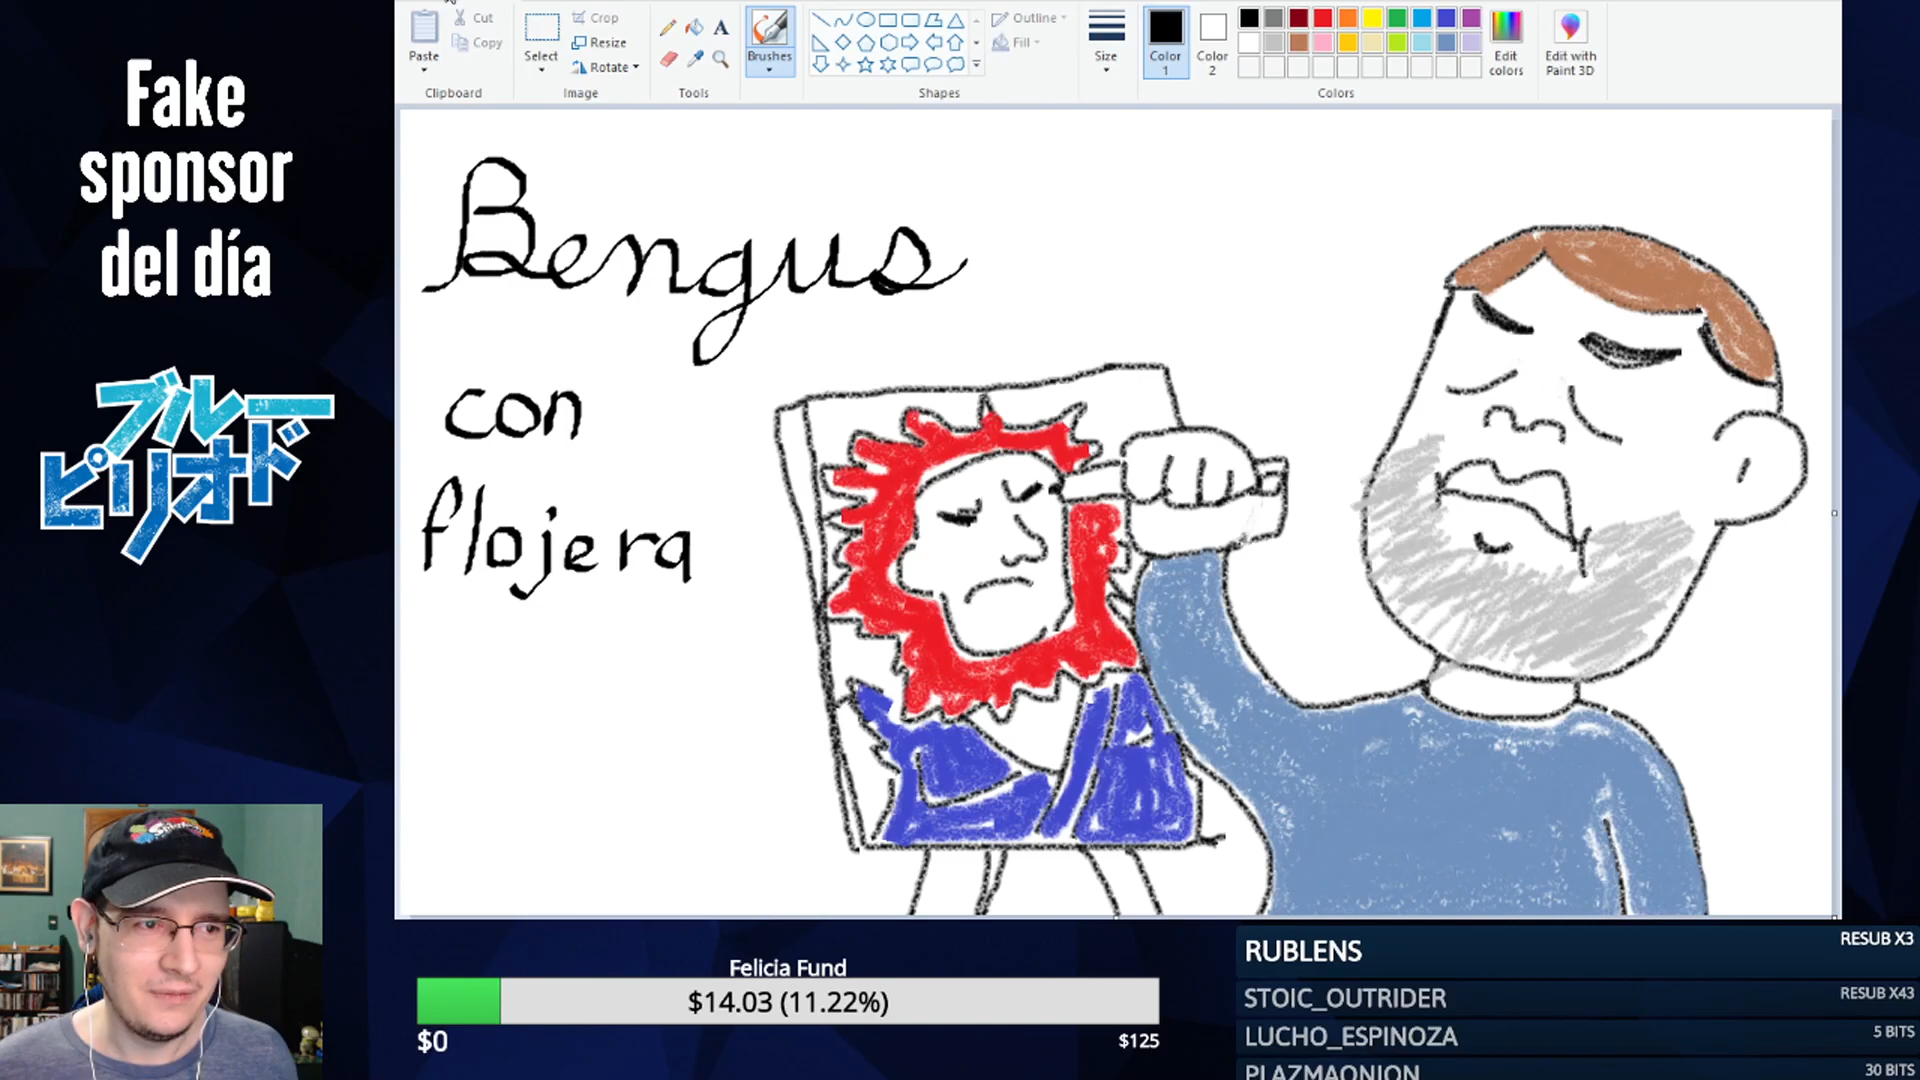 Cut
Copy
Paste
Clipboard
Select
Crop
Resize
Rotate
Image
A
Tools
Brushes
Outline
Fill
Shapes
Size
Color
1
Color
2
Edit
colors
Edit with
Paint 3D
Colors
Fake
sponsor
del día
ブルー
ピリオド
Bengus
con
flojera
Felicia Fund
$14.03 (11.22%)
$0
$125
RUBLENS
RESUB X3
STOIC_OUTRIDER
RESUB X43
LUCHO_ESPINOZA
5 BITS
PLAZMAONION
30 BITS